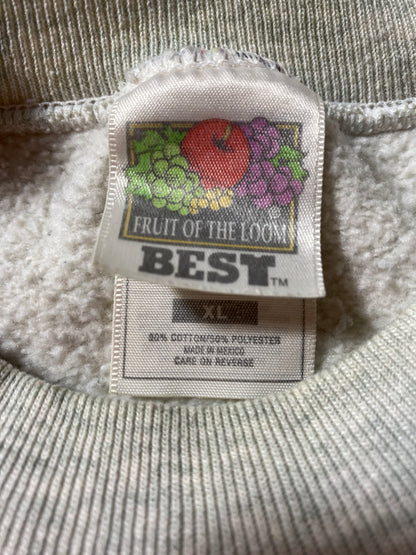 FRUIT OF THE LOOM
BEST™
XL
50% COTTON/50% POLYESTER
MADE IN MEXICO
CARE ON REVERSE